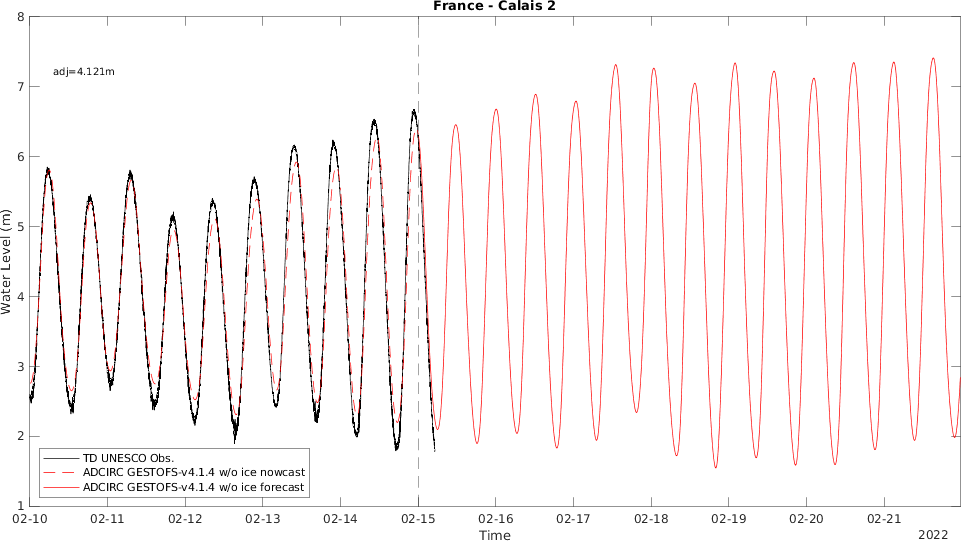 France - Calais 2
8
adj=4.121m
7
6
5
Water Level (m)
4
3
2
TD UNESCO Obs.
ADCIRC GESTOFS-v4.1.4 w/o ice nowcast
ADCIRC GESTOFS-v4.1.4 w/o ice forecast
1
02-10 02-11 02-12 02-13 02-14 02-15 02-16 02-17 02-18 02-19 02-20 02-21
Time
2022